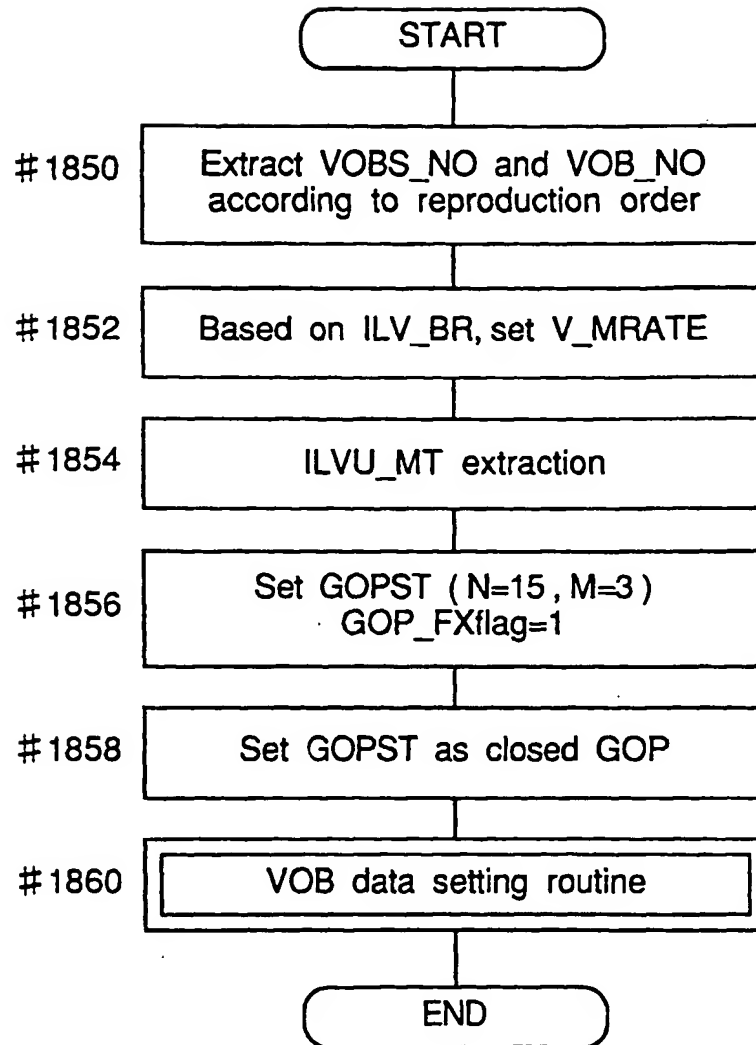 START
#1850 Extract VOBS_NO and VOB_NO
according to reproduction order
#1852 Based on ILV_BR, set V_MRATE
#1854 ILVU_MT extraction
#1856 Set GOPST (N=15, M=3)
GOP_FXflag=1
#1858 Set GOPST as closed GOP
#1860 VOB data setting routine
END